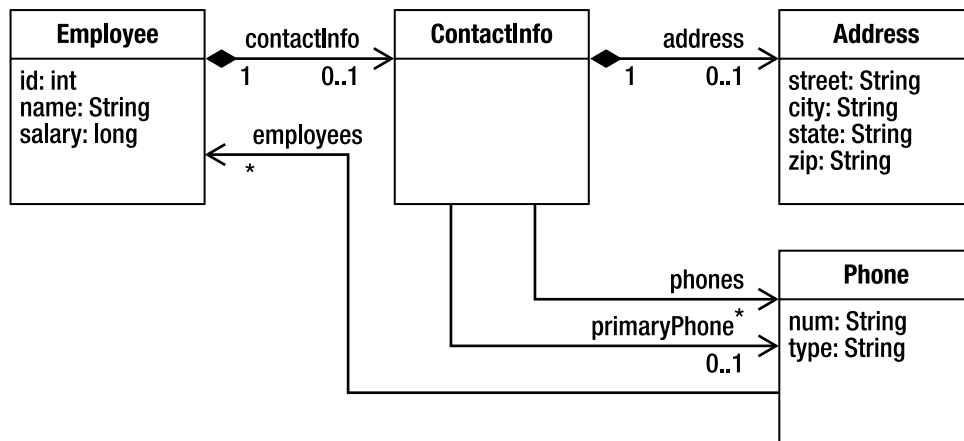 Employee
id: int
name: String
salary: long
contactInfo
1 0..1
ContactInfo
address
1 0..1
Address
street: String
city: String
state: String
zip: String
employees
*
phones
*
primaryPhone
0..1
Phone
num: String
type: String